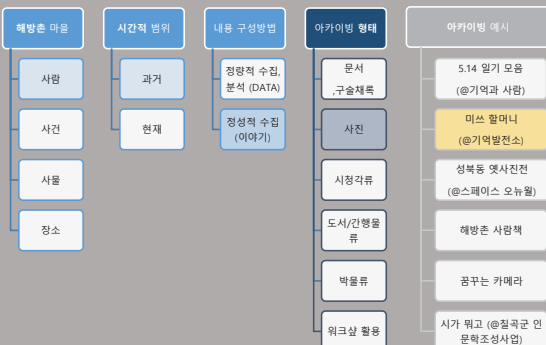 해방촌 마을
사람
사건
사물
장소
시간적 범위
과거
현재
내용 구성방법
정량적 수집,
분석 (DATA)
정성적 수집
(이야기)
아카이빙 형태
문서
,구술채록
사진
시청각류
도서/간행물
류
박물류
워크샵 활용
아카이빙 예시
5.14 일기 모음
(@기억과 사람)
미쓰 할머니
(@기억발전소)
성북동 옛사진전
(@스페이스 오뉴월)
해방촌 사람책
꿈꾸는 카메라
시가 뭐고 (@칠곡군 인
문학조성사업)